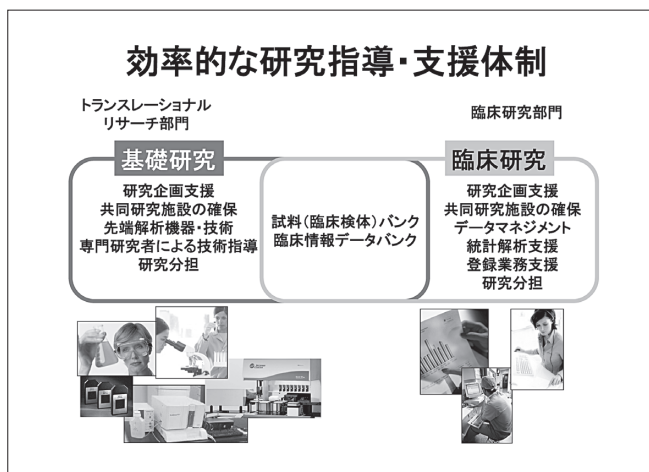 効率的な研究指導・支援体制
トランスレーショナル
リサーチ部門
臨床研究部門
基礎研究
研究企画支援
共同研究施設の確保
先端解析機器・技術
専門研究者による技術指導
研究分担
試料(臨床検体)バンク
臨床情報データバンク
臨床研究
研究企画支援
共同研究施設の確保
データマネジメント
統計解析支援
登録業務支援
研究分担